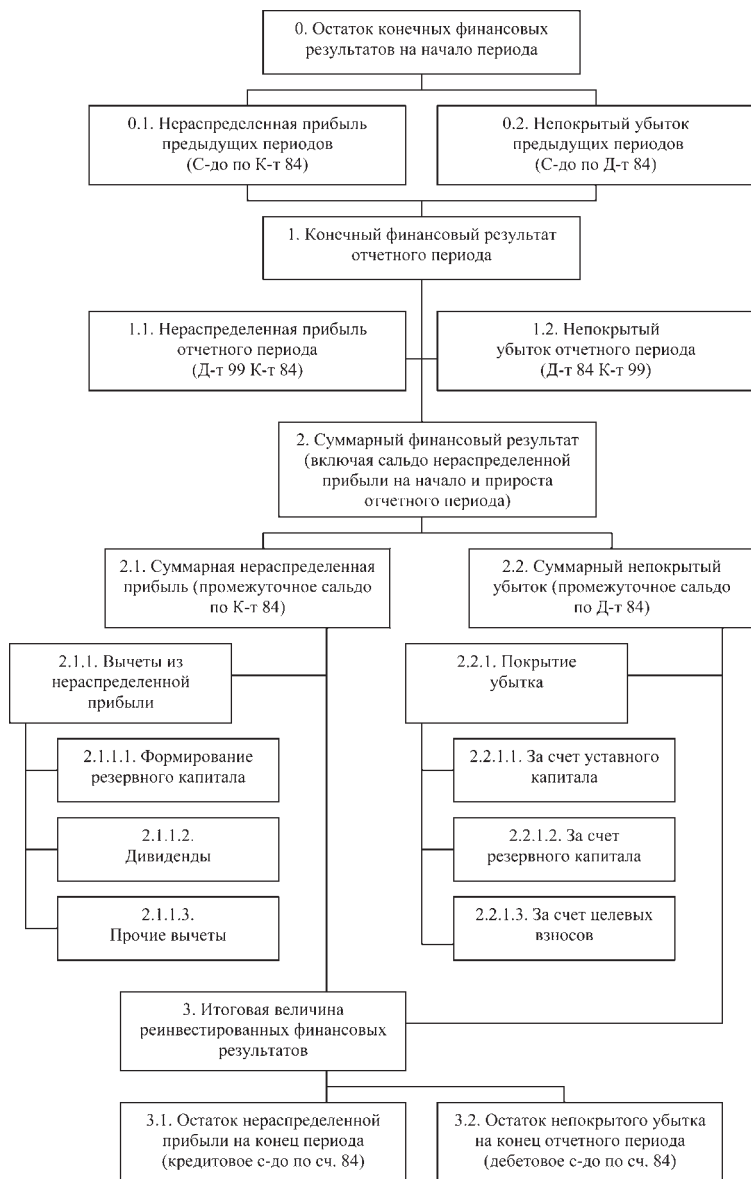 0. Остаток конечных финансовых
результатов на начало периода
0.1. Нераспределенная прибыль
предыдущих периодов
(С-до по К-т 84)
0.2. Непокрытый убыток
предыдущих периодов
(С-до по Д-т 84)
1. Конечный финансовый результат
отчетного периода
1.1. Нераспределенная прибыль
отчетного периода
(Д-т 99 К-т 84)
1.2. Непокрытый
убыток отчетного периода
(Д-т 84 К-т 99)
2. Суммарный финансовый результат
(включая сальдо нераспределенной
прибыли на начало и прироста
отчетного периода)
2.1. Суммарная нераспределенная
прибыль (промежуточное сальдо
по К-т 84)
2.2. Суммарный непокрытый
убыток (промежуточное сальдо
по Д-т 84)
2.1.1. Вычеты из
нераспределенной
прибыли
2.1.1.1. Формирование
резервного капитала
2.1.1.2.
Дивиденды
2.1.1.3.
Прочие вычеты
2.2.1. Покрытие
убытка
2.2.1.1. За счет уставного
капитала
2.2.1.2. За счет
резервного капитала
2.2.1.3. За счет целевых
взносов
3. Итоговая величина
реинвестированных финансовых
результатов
3.1. Остаток нераспределенной
прибыли на конец периода
(кредитовое с-до по сч. 84)
3.2. Остаток непокрытого убытка
на конец отчетного периода
(дебетовое с-до по сч. 84)